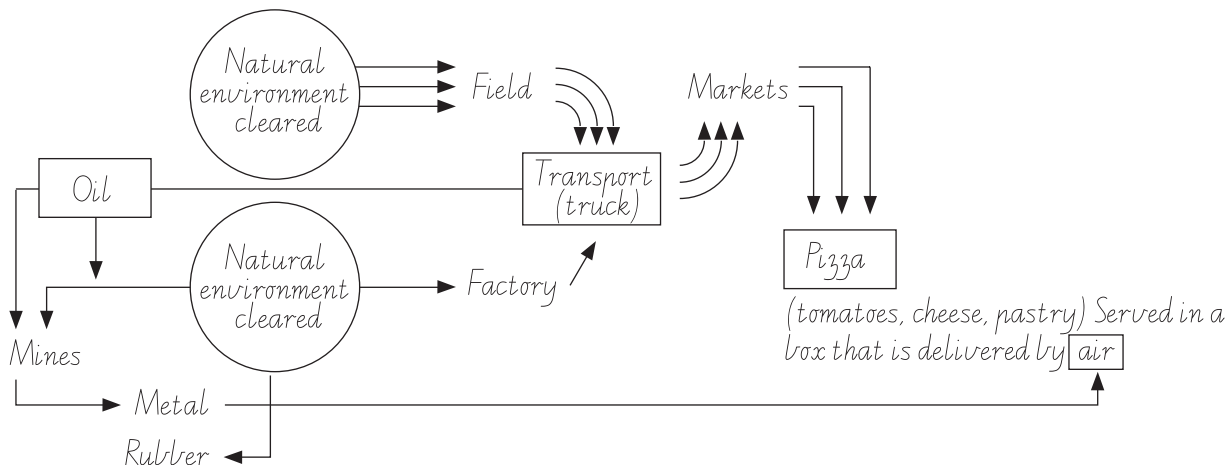 Natural
environment
cleared
Field
Markets
Oil
Transport
(truck)
Natural
environment
cleared
Factory
Pizza
(tomatoes, cheese, pastry) Served in a
box that is delivered by air
Mines
Metal
Rubber